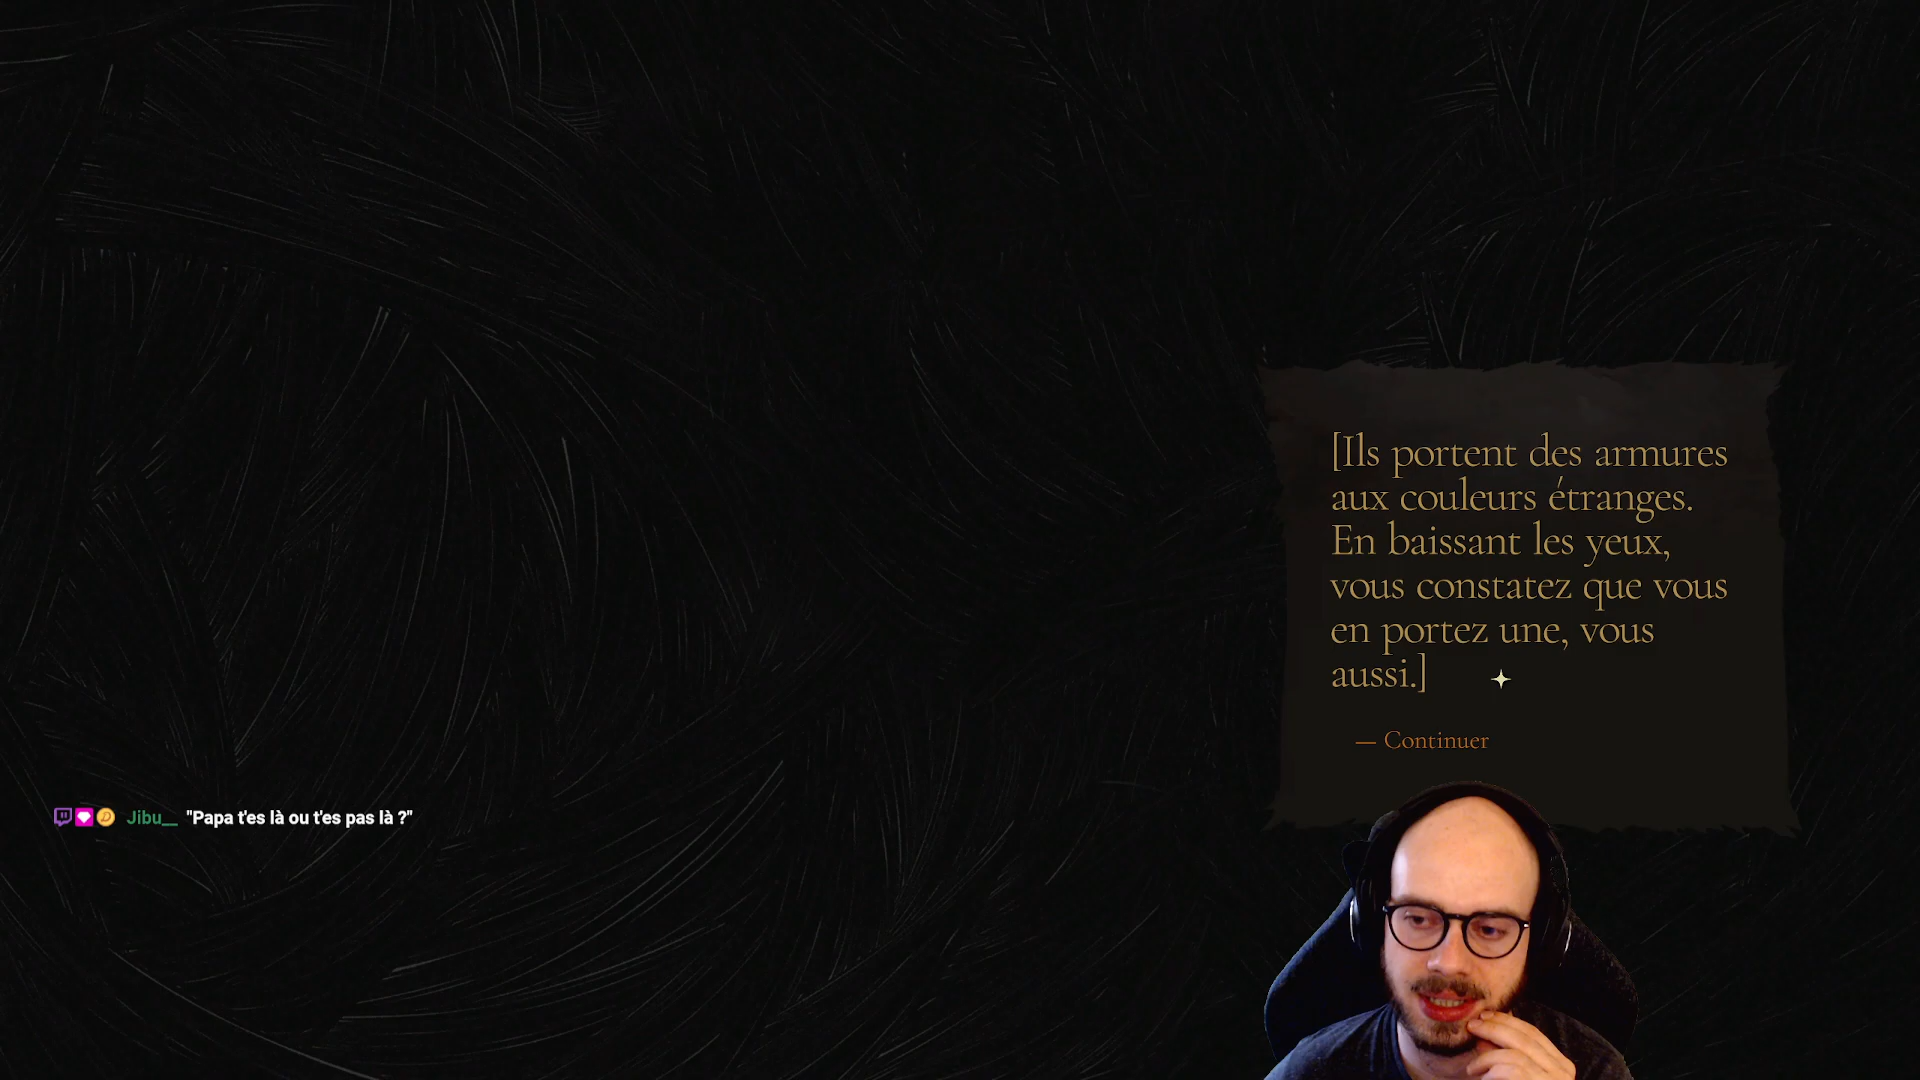 [Ils portent des armures
aux couleurs étranges.
En baissant les yeux,
vous constatez que vous
en portez une, vous
aussi.]
— Continuer
Jibu__ "Papa t'es là ou t'es pas là ?"